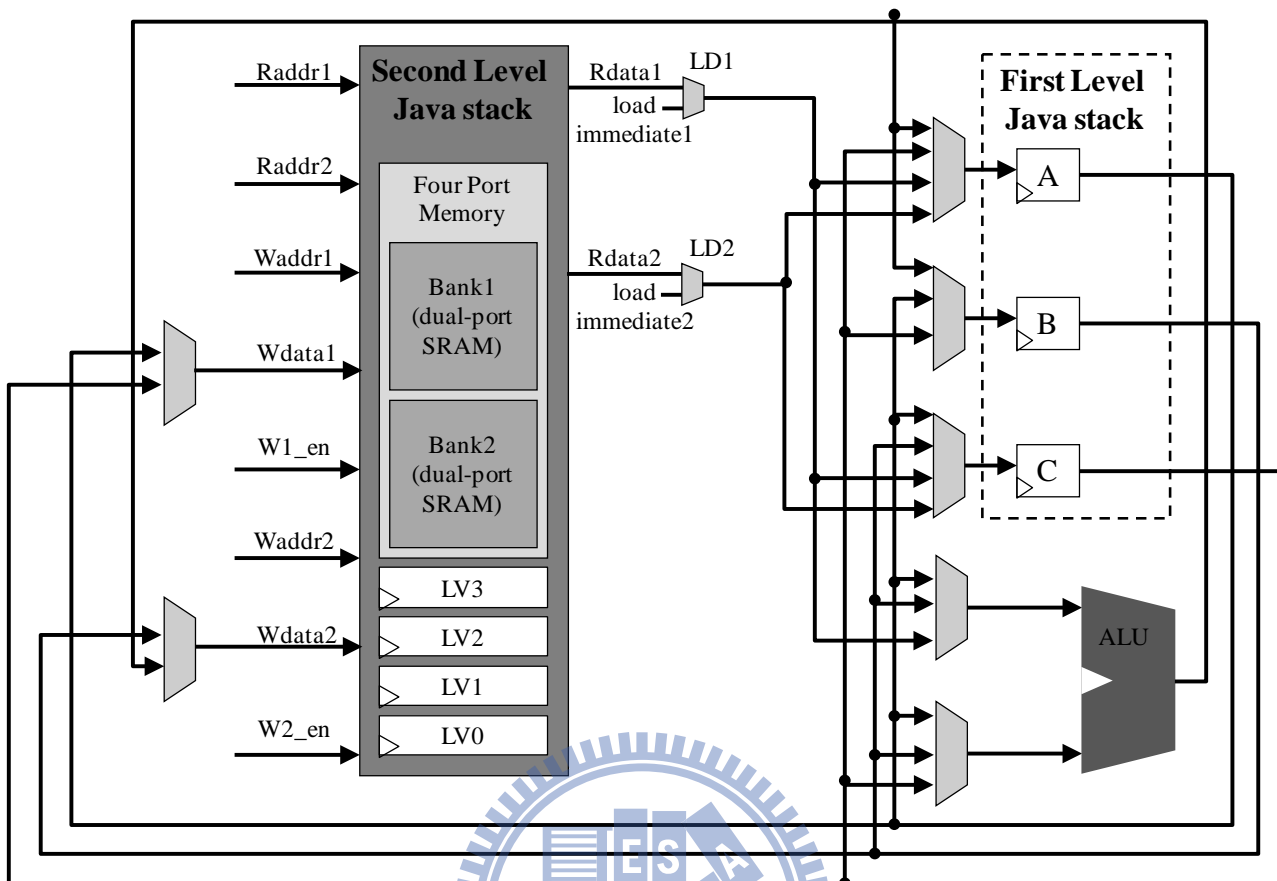 Raddr1
Raddr2
Waddr1
Wdata1
W1_en
Waddr2
Wdata2
W2_en
Second Level
Java stack
Four Port
Memory
Bank1
(dual-port
SRAM)
Bank2
(dual-port
SRAM)
LV3
LV2
LV1
LV0
Rdata1
LD1
load
immediate1
Rdata2
LD2
load
immediate2
First Level
Java stack
A
B
C
ALU
E S A